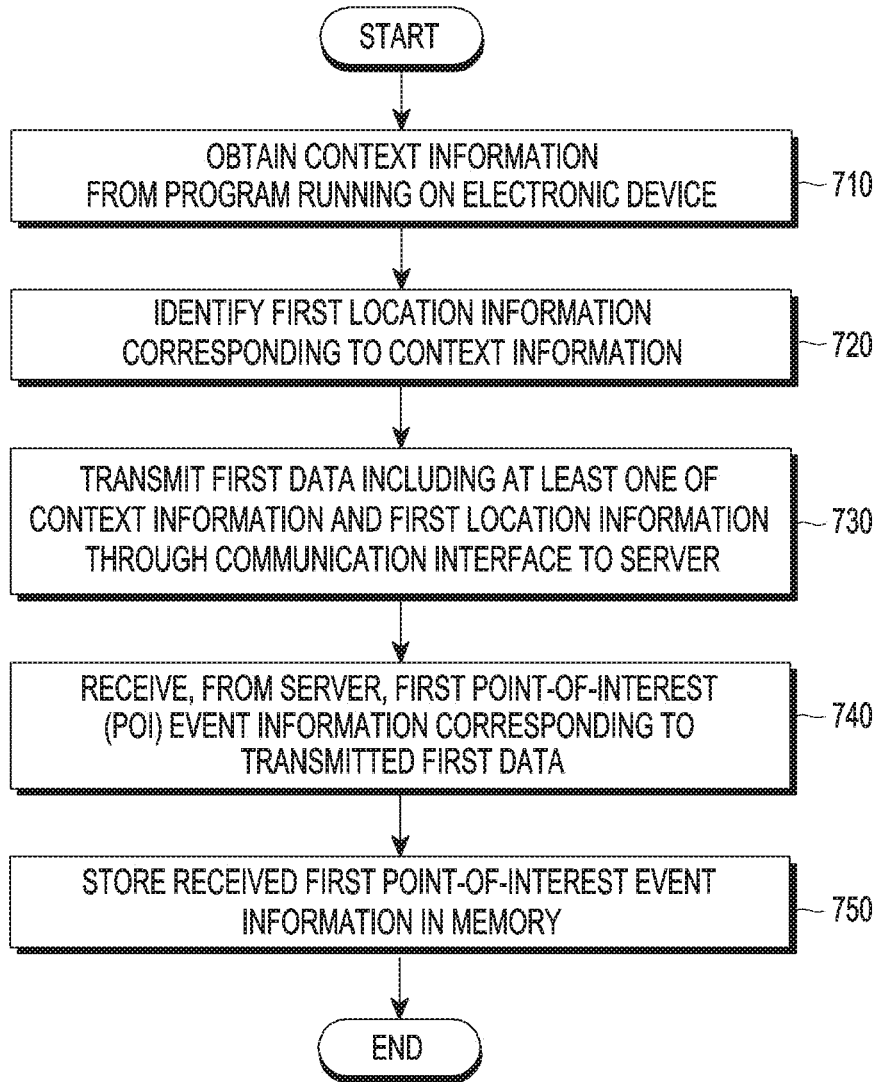 START
OBTAIN CONTEXT INFORMATION
FROM PROGRAM RUNNING ON ELECTRONIC DEVICE
710
IDENTIFY FIRST LOCATION INFORMATION
CORRESPONDING TO CONTEXT INFORMATION
720
TRANSMIT FIRST DATA INCLUDING AT LEAST ONE OF
CONTEXT INFORMATION AND FIRST LOCATION INFORMATION
THROUGH COMMUNICATION INTERFACE TO SERVER
730
RECEIVE, FROM SERVER, FIRST POINT-OF-INTEREST
(POI) EVENT INFORMATION CORRESPONDING TO
TRANSMITTED FIRST DATA
740
STORE RECEIVED FIRST POINT-OF-INTEREST EVENT
INFORMATION IN MEMORY
750
END